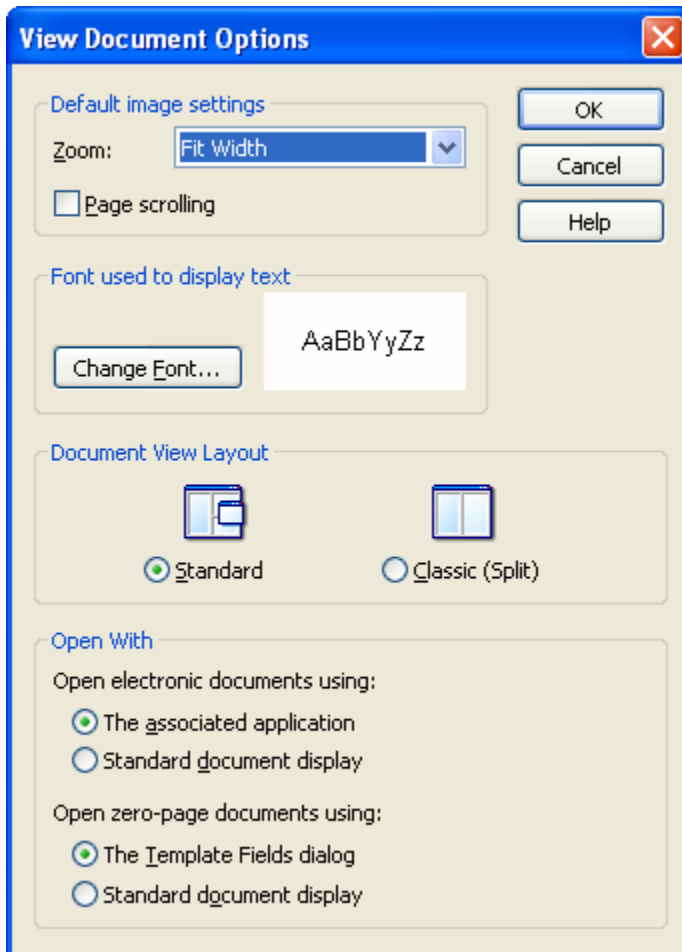 View Document Options
Default image settings
Zoom: Fit Width
Page scrolling
OK
Cancel
Help
Font used to display text
Change Font...
AaBbYyZz
Document View Layout
Standard
Classic (Split)
Open With
Open electronic documents using:
The associated application
Standard document display
Open zero-page documents using:
The Template Fields dialog
Standard document display